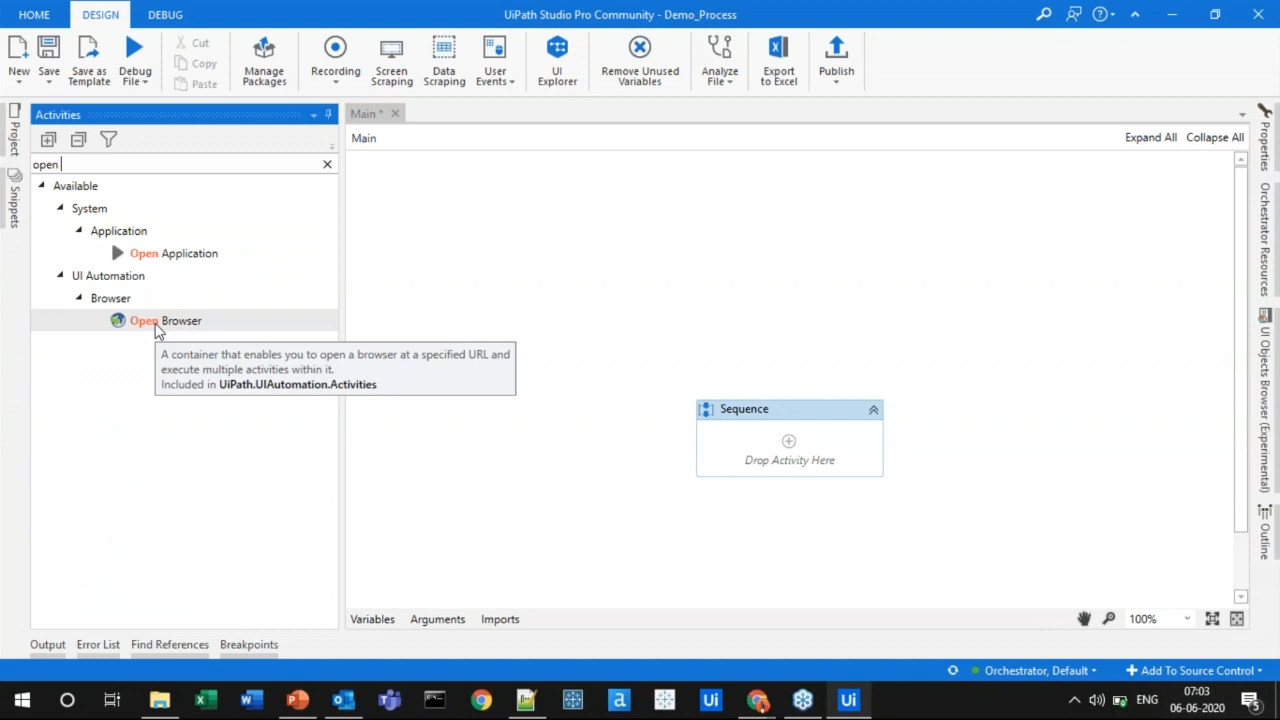 HOME DESIGN DEBUG UiPath Studio Pro Community - Demo_Process
New Save Save as Template Debug File Cut Copy Paste Manage Packages Recording Screen Scraping Data Scraping User Events UI Explorer Remove Unused Variables Analyze File Export to Excel Publish
Activities
Main *
Main
Expand All Collapse All
open
Available
System
Application
Open Application
UI Automation
Browser
Open Browser
A container that enables you to open a browser at a specified URL and
execute multiple activities within it.
Included in UiPath.UIAutomation.Activities
Sequence
Drop Activity Here
Project
Snippets
Properties
Orchestrator Resources
UI Objects Browser (Experimental)
Outline
Variables Arguments Imports
100%
Output Error List Find References Breakpoints
Orchestrator, Default Add To Source Control
ENG
07:03
06-06-2020
5